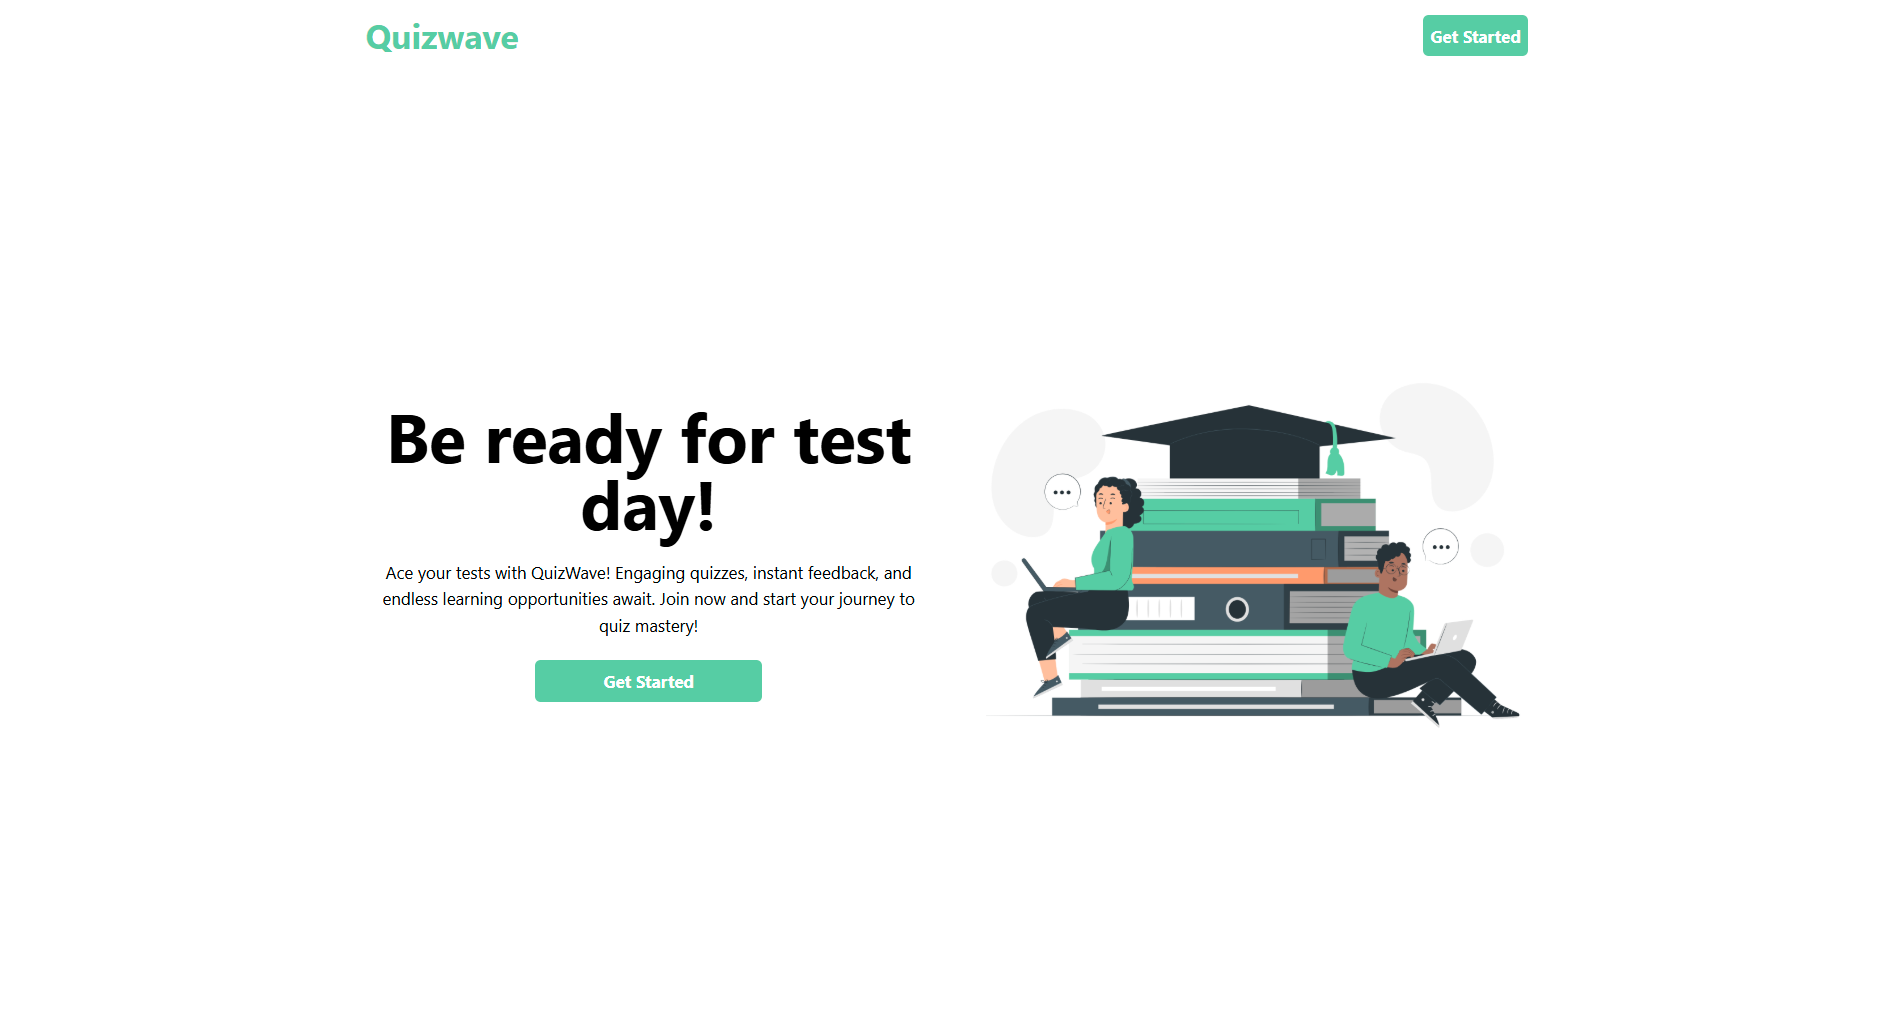 Quizwave
Get Started
Be ready for test
day!
Ace your tests with QuizWave! Engaging quizzes, instant feedback, and
endless learning opportunities await. Join now and start your journey to
quiz mastery!
Get Started